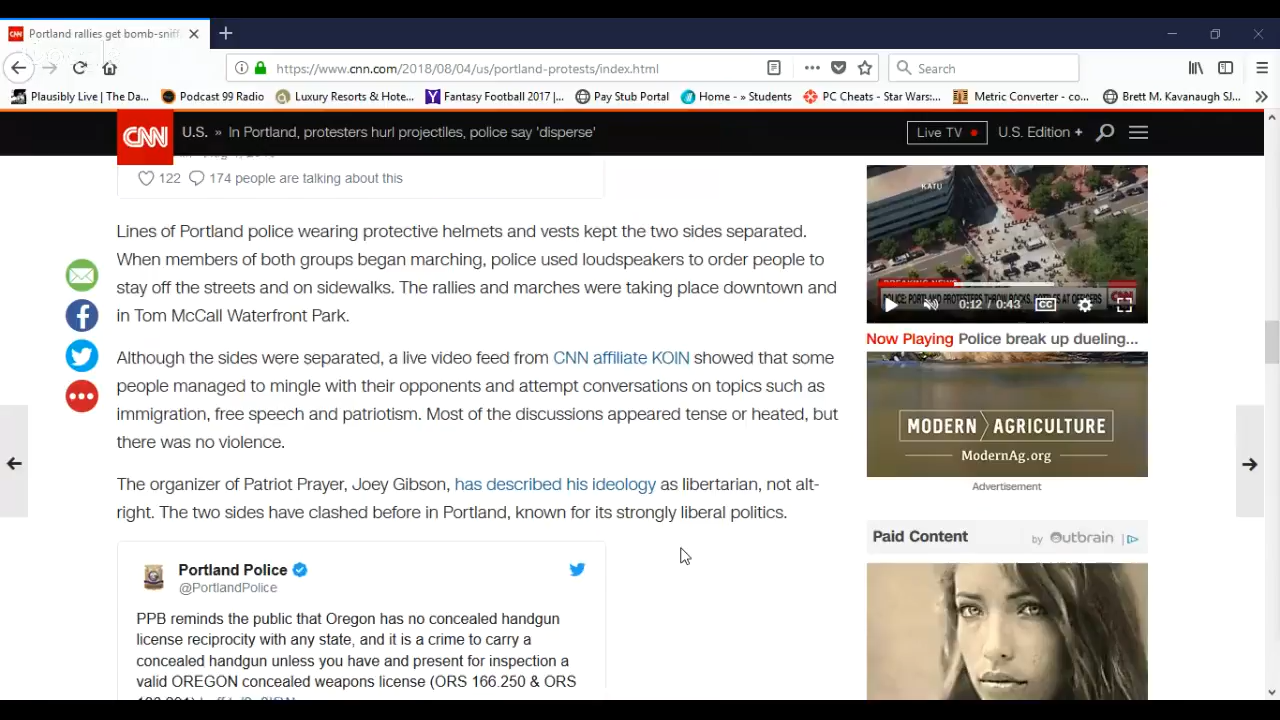 Portland rallies get bomb-sniff
https://www.cnn.com/2018/08/04/us/portland-protests/index.html
Search
Plausibly Live | The Da...
Podcast 99 Radio
Luxury Resorts & Hote...
Fantasy Football 2017 |...
Pay Stub Portal
Home - » Students
PC Cheats - Star Wars:...
Metric Converter - co...
Brett M. Kavanaugh SJ...
CNN
U.S. » In Portland, protesters hurl projectiles, police say 'disperse'
Live TV
U.S. Edition +
122
174 people are talking about this
Lines of Portland police wearing protective helmets and vests kept the two sides separated.
When members of both groups began marching, police used loudspeakers to order people to
stay off the streets and on sidewalks. The rallies and marches were taking place downtown and
in Tom McCall Waterfront Park.
Although the sides were separated, a live video feed from CNN affiliate KOIN showed that some
people managed to mingle with their opponents and attempt conversations on topics such as
immigration, free speech and patriotism. Most of the discussions appeared tense or heated, but
there was no violence.
The organizer of Patriot Prayer, Joey Gibson, has described his ideology as libertarian, not alt-
right. The two sides have clashed before in Portland, known for its strongly liberal politics.
Portland Police
@PortlandPolice
PPB reminds the public that Oregon has no concealed handgun
license reciprocity with any state, and it is a crime to carry a
concealed handgun unless you have and present for inspection a
valid OREGON concealed weapons license (ORS 166.250 & ORS
KATU
BREAKING NEWS
POLICE: PORTLAND PROTESTERS THROW ROCKS, BOTTLES AT OFFICERS
CNN
0:12 / 0:43
CC
Now Playing Police break up dueling...
MODERN AGRICULTURE
ModernAg.org
Advertisement
Paid Content
by Outbrain